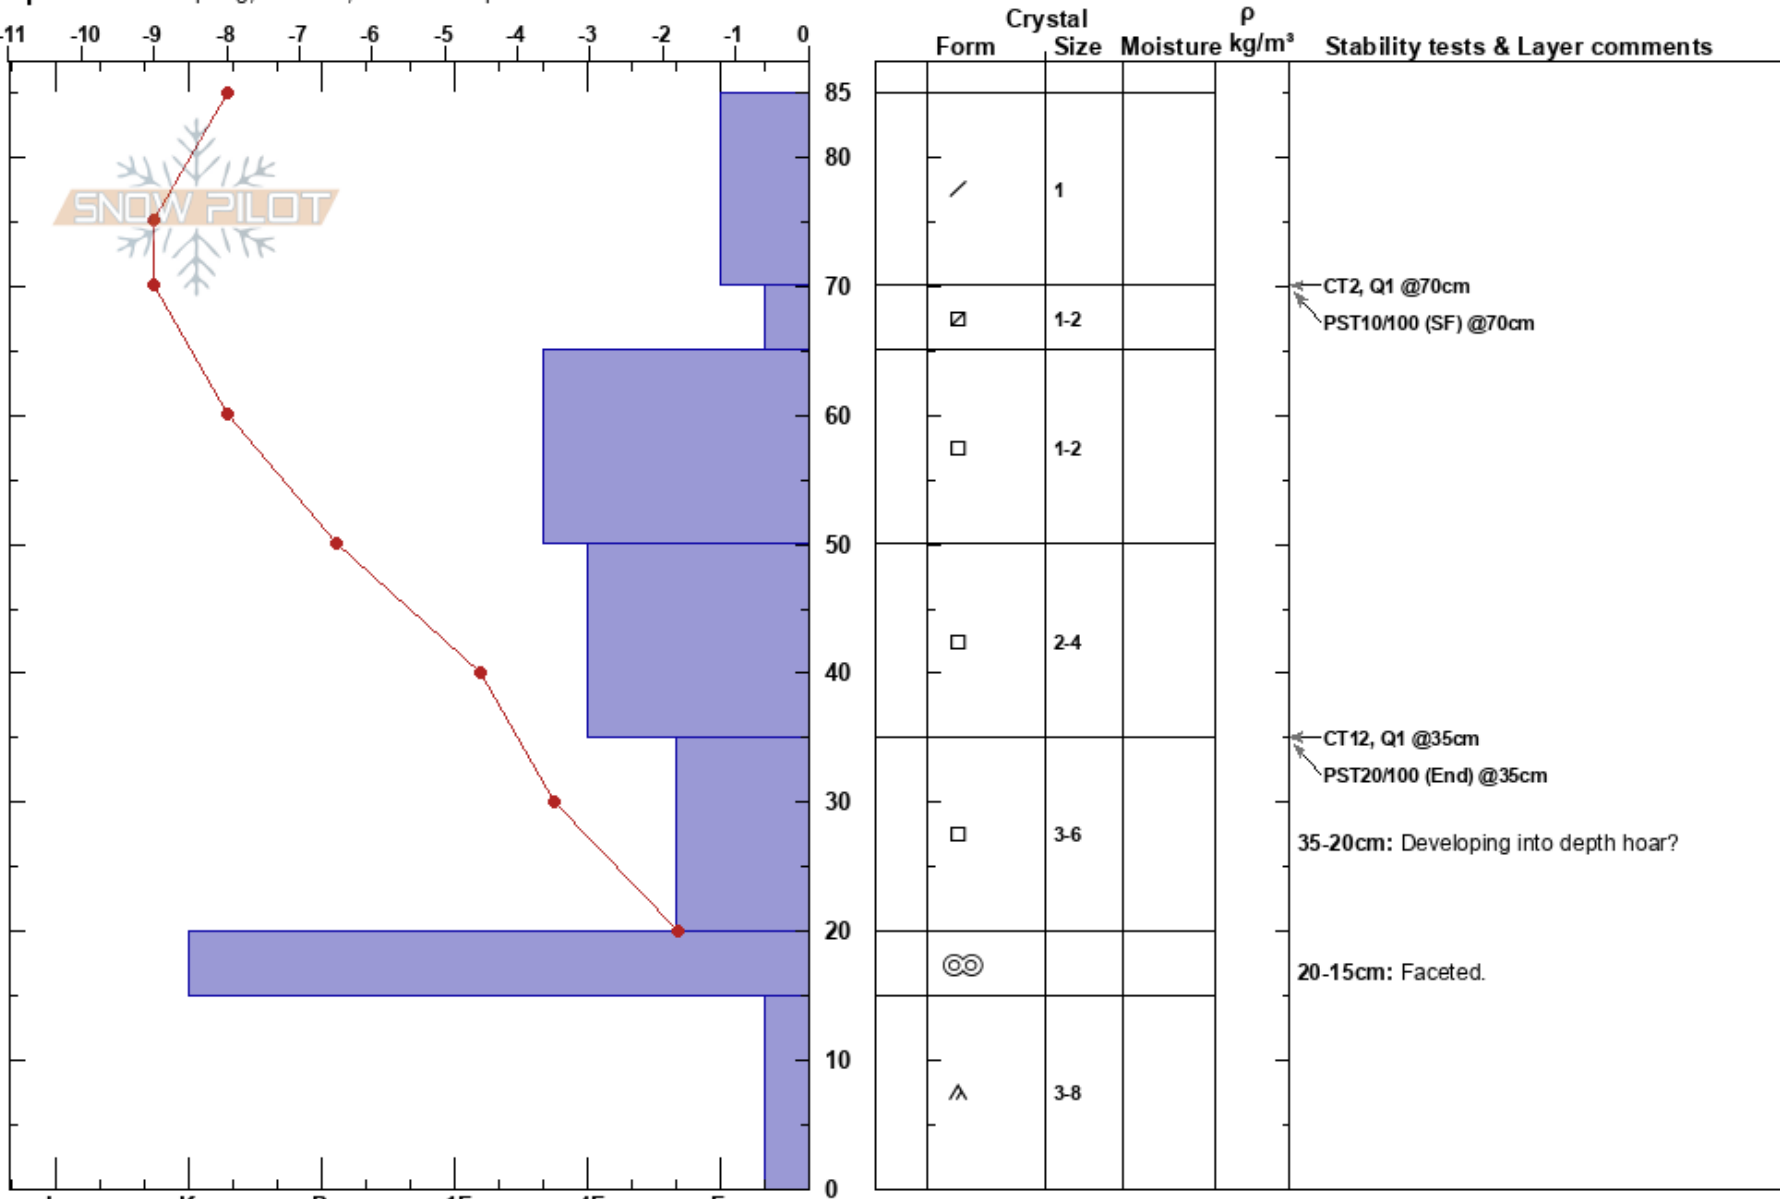 -11 -10 -9 -8 -7 -6 -5 -4 -3 -2 -1 0
Crystal
Form Size Moisture ρ kg/m³ Stability tests & Layer comments
85
SNOW PILOT
80
1
70
CT2, Q1 @70cm
1-2
PST10/100 (SF) @70cm
60
1-2
50
2-4
40
CT12, Q1 @35cm
PST20/100 (End) @35cm
30
3-6
35-20cm: Developing into depth hoar?
20
20-15cm: Faceted.
10
3-8
0